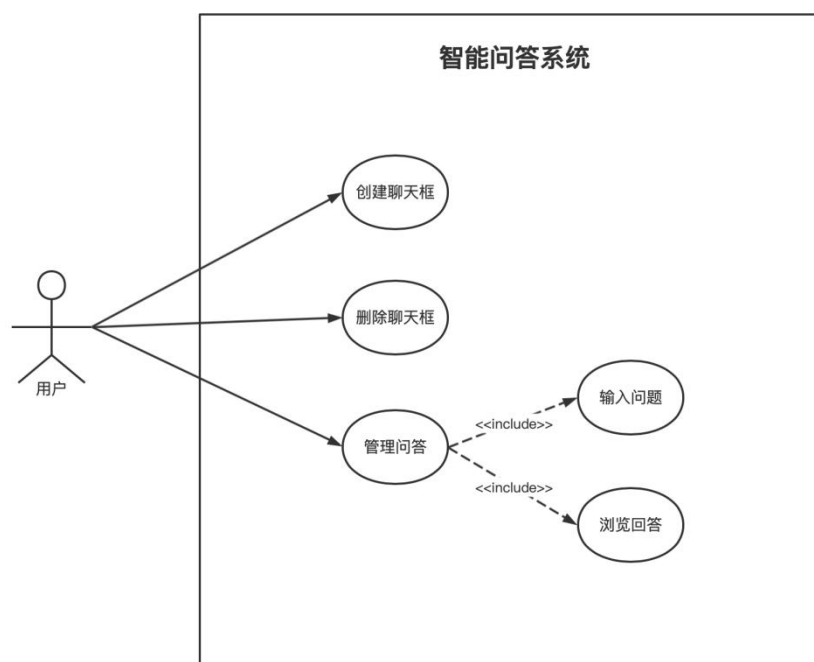 智能问答系统
创建聊天框
删除聊天框
用户
管理问答
<<include>>
输入问题
<<include>>
浏览回答